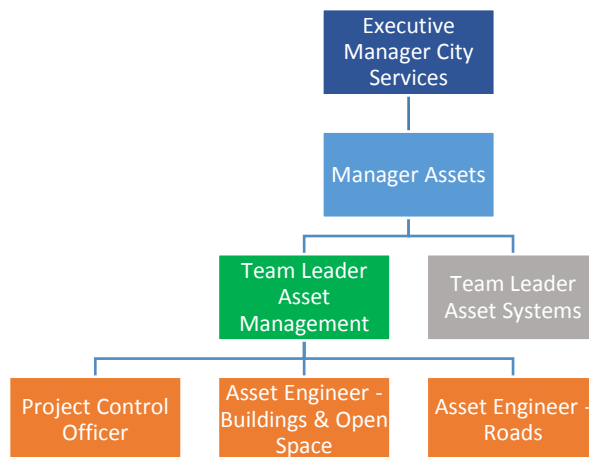 Executive
Manager City
Services
Manager Assets
Team Leader
Asset
Management
Team Leader
Asset Systems
Project Control
Officer
Asset Engineer -
Buildings & Open
Space
Asset Engineer -
Roads